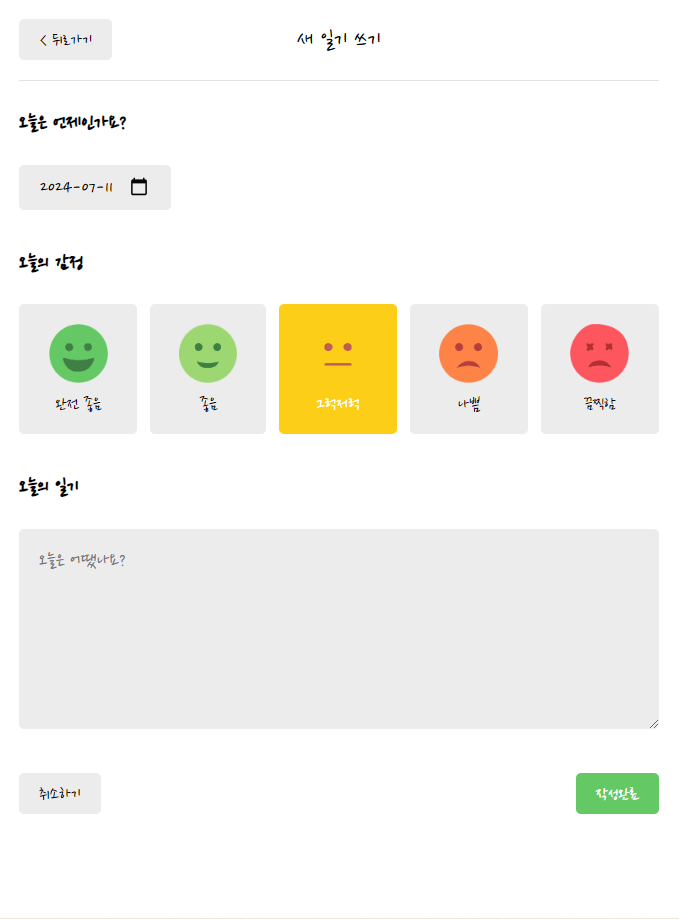 < 뒤로가기
새 일기 쓰기
오늘은 언제인가요?
2024-07-11
오늘의 감정
완전 좋음
좋음
그럭저럭
나쁨
끔찍함
오늘의 일기
오늘은 어땠나요?
취소하기
작성완료